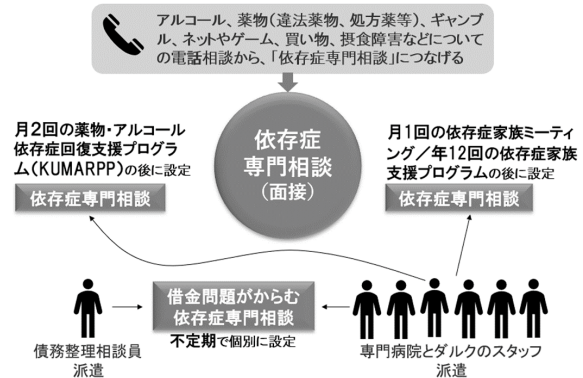 アルコール、薬物(違法薬物、処方薬等)、ギャンブ
ル、ネットやゲーム、買い物、摂食障害などについて
の電話相談から、「依存症専門相談」につなげる
依存症
専門相談
(面接)
月2回の薬物・アルコール
依存症回復支援プログラ
ム(KUMARPP)の後に設定
依存症専門相談
月1回の依存症家族ミーティ
ング/年12回の依存症家族
支援プログラムの後に設定
依存症専門相談
借金問題がからむ
依存症専門相談
不定期で個別に設定
債務整理相談員
派遣
専門病院とダルクのスタッフ
派遣